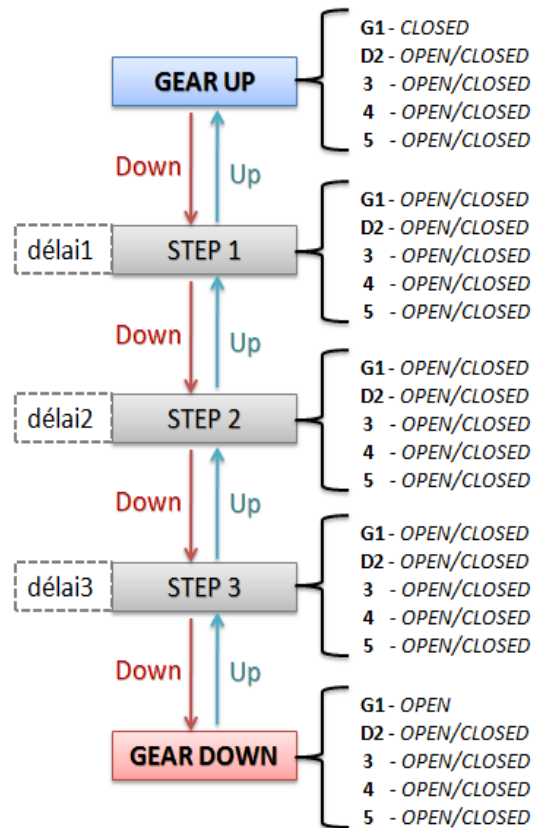 GEAR UP
G1 - CLOSED
D2 - OPEN/CLOSED
3 - OPEN/CLOSED
4 - OPEN/CLOSED
5 - OPEN/CLOSED
Down
Up
délai1
STEP 1
G1 - OPEN/CLOSED
D2 - OPEN/CLOSED
3 - OPEN/CLOSED
4 - OPEN/CLOSED
5 - OPEN/CLOSED
Down
Up
délai2
STEP 2
G1 - OPEN/CLOSED
D2 - OPEN/CLOSED
3 - OPEN/CLOSED
4 - OPEN/CLOSED
5 - OPEN/CLOSED
Down
Up
délai3
STEP 3
G1 - OPEN/CLOSED
D2 - OPEN/CLOSED
3 - OPEN/CLOSED
4 - OPEN/CLOSED
5 - OPEN/CLOSED
Down
Up
GEAR DOWN
G1 - OPEN
D2 - OPEN/CLOSED
3 - OPEN/CLOSED
4 - OPEN/CLOSED
5 - OPEN/CLOSED